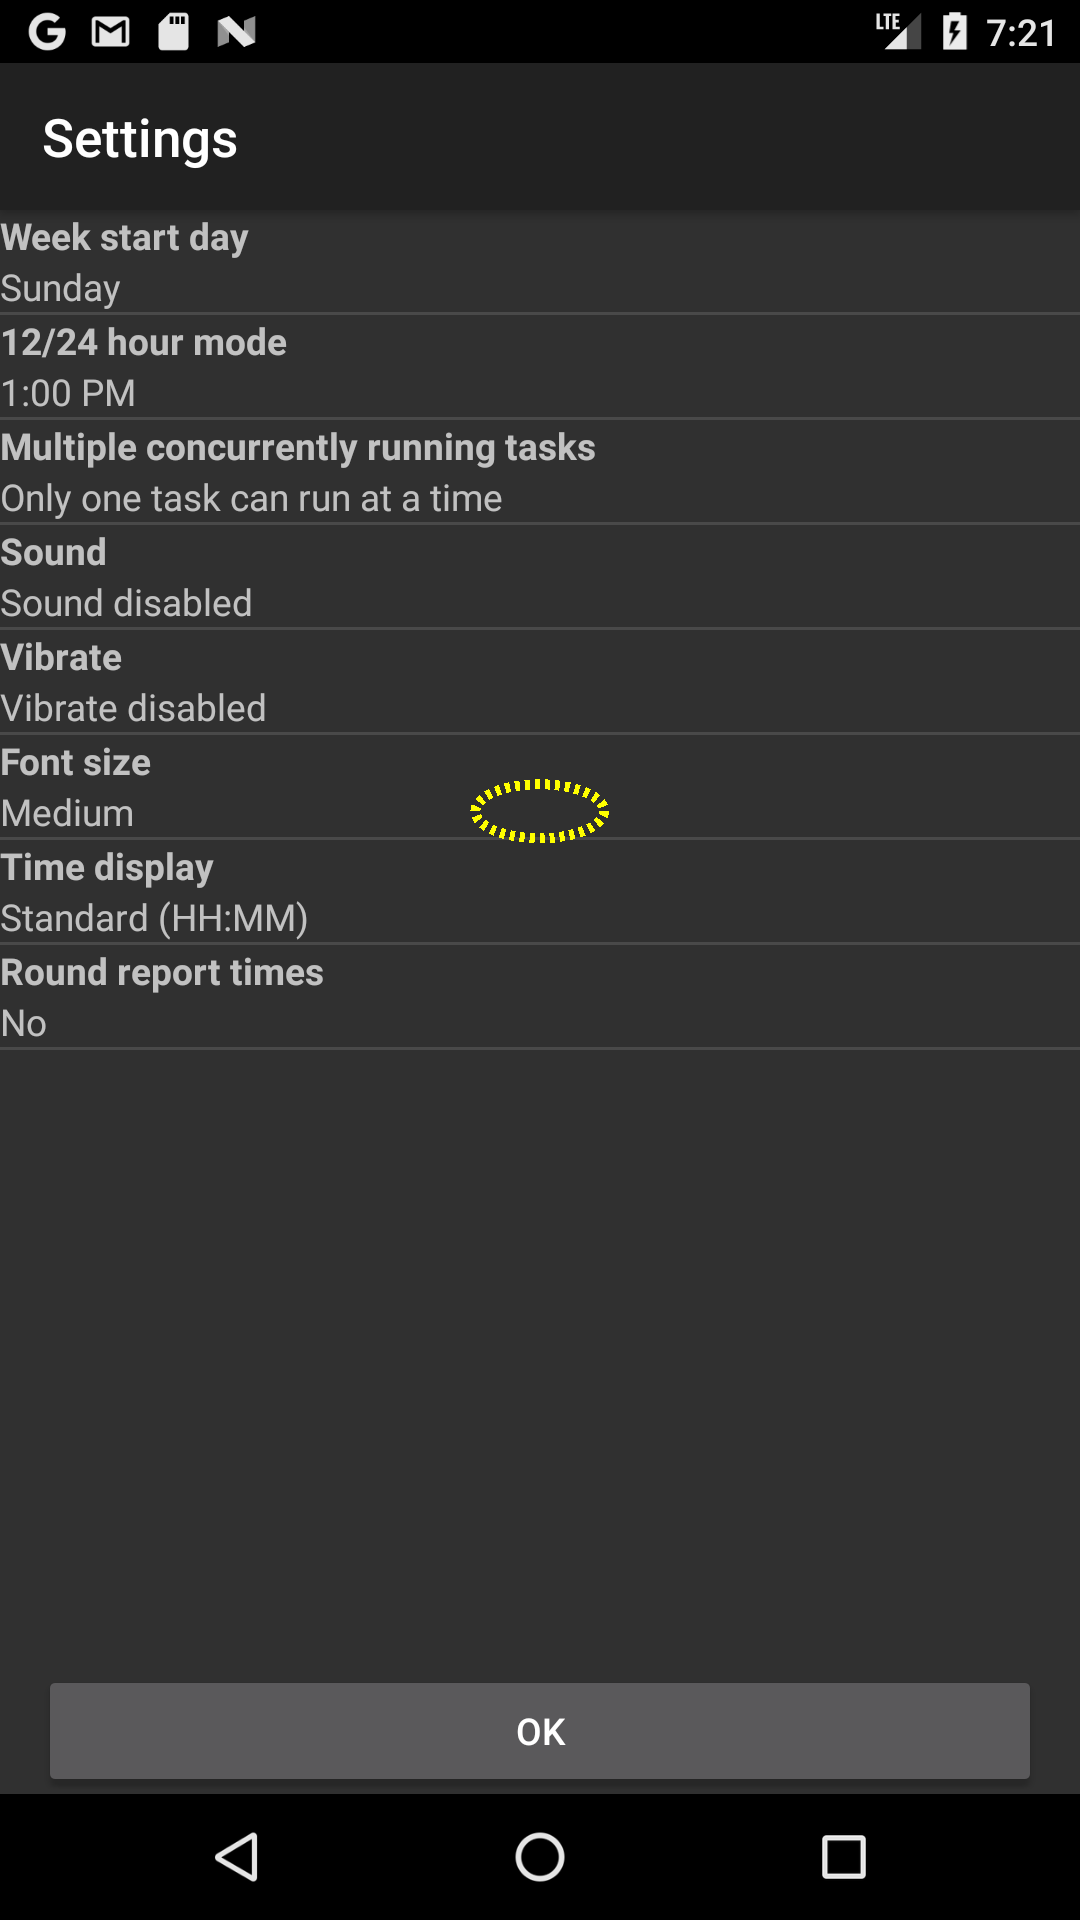 LTE 7:21
Settings
Week start day
Sunday
12/24 hour mode
1:00 PM
Multiple concurrently running tasks
Only one task can run at a time
Sound
Sound disabled
Vibrate
Vibrate disabled
Font size
Medium
Time display
Standard (HH:MM)
Round report times
No
OK